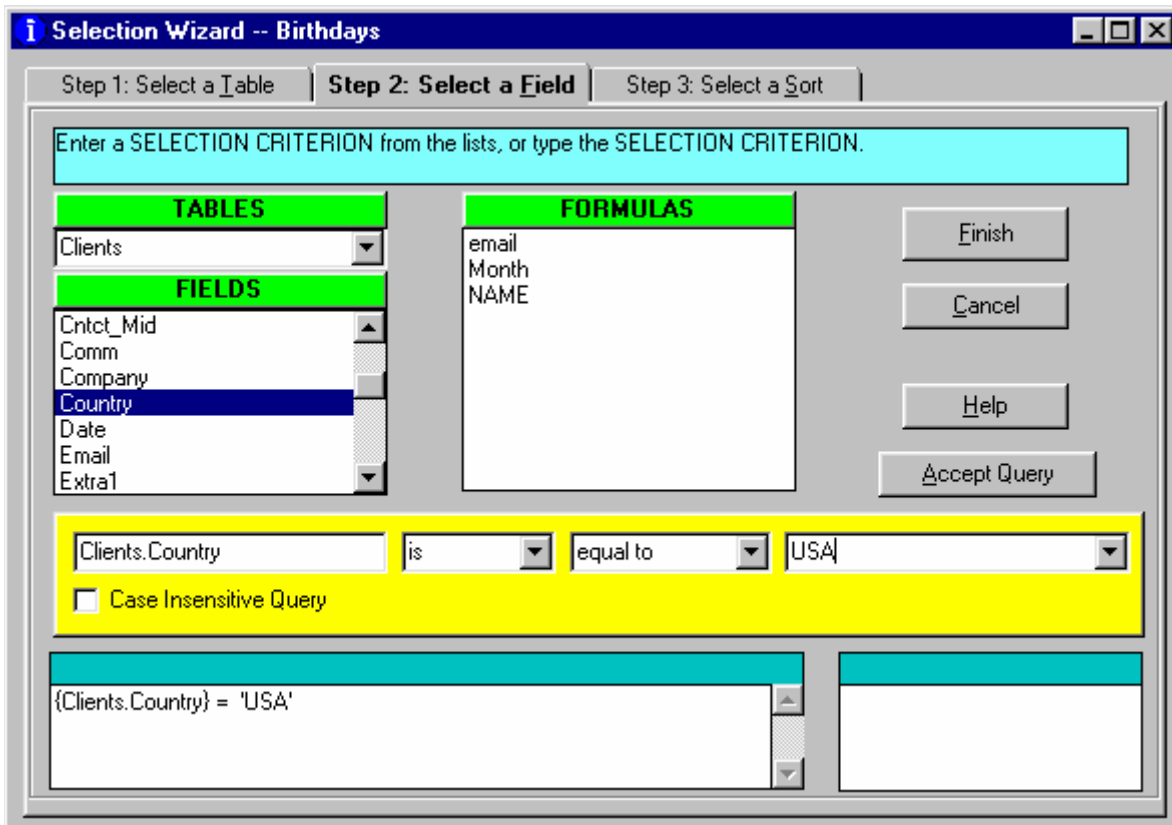 Selection Wizard -- Birthdays
Step 1: Select a Table
Step 2: Select a Field
Step 3: Select a Sort
Enter a SELECTION CRITERION from the lists, or type the SELECTION CRITERION.
TABLES
Clients
FIELDS
Cntct_Mid
Comm
Company
Country
Date
Email
Extra1
FORMULAS
email
Month
NAME
Finish
Cancel
Help
Accept Query
Clients.Country
is
equal to
USA
Case Insensitive Query
{Clients.Country} = 'USA'